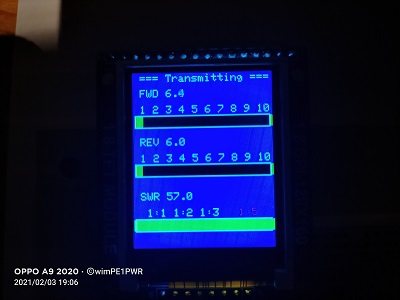 === Transmitting ===
FWD 6.4
1 2 3 4 5 6 7 8 9 10
REV 6.0
1 2 3 4 5 6 7 8 9 10
SWR 57.0
1:1 1:2 1:3 1:5
OPPO A9 2020 · ©wimPE1PWR
2021/02/03 19:06